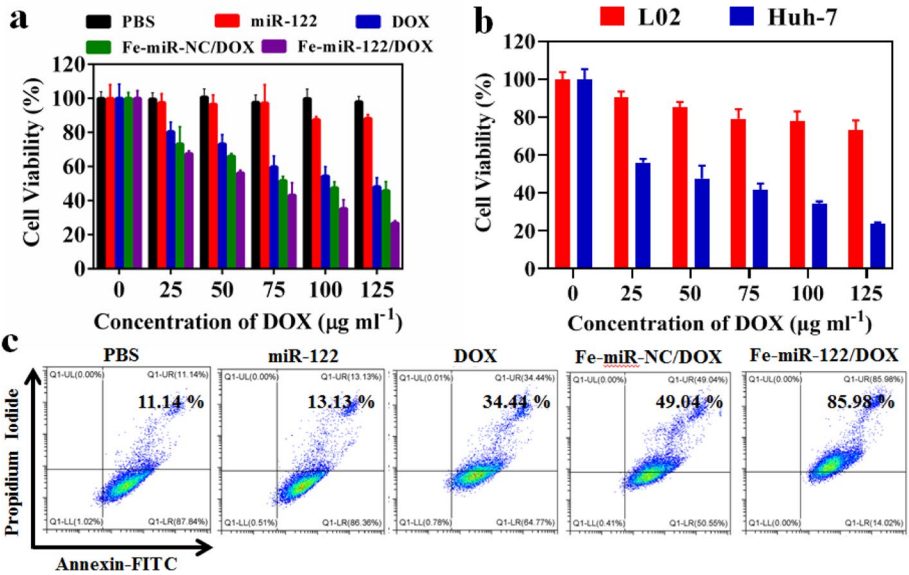 a
PBS miR-122 DOX
Fe-miR-NC/DOX Fe-miR-122/DOX
Cell Viability (%)
120
100
80
60
40
20
0
0 25 50 75 100 125
Concentration of DOX (μg ml-1)
b
L02 Huh-7
Cell Viability (%)
120
100
80
60
40
20
0
0 25 50 75 100 125
Concentration of DOX (μg ml-1)
c
PBS miR-122 DOX Fe-miR-NC/DOX Fe-miR-122/DOX
Propidium Iodide
Q1-UL(0.00%) Q1-UR(11.14%)
11.14 %
Q1-LL(1.02%) Q1-LR(87.84%)
Q1-UL(0.00%) Q1-UR(13.13%)
13.13 %
Q1-LL(0.51%) Q1-LR(86.36%)
Q1-UL(0.01%) Q1-UR(34.44%)
34.44 %
Q1-LL(0.78%) Q1-LR(64.77%)
Q1-UL(0.00%) Q1-UR(49.04%)
49.04 %
Q1-LL(0.41%) Q1-LR(50.55%)
Q1-UL(0.00%) Q1-UR(85.98%)
85.98 %
Q1-LL(0.00%) Q1-LR(14.02%)
Annexin-FITC